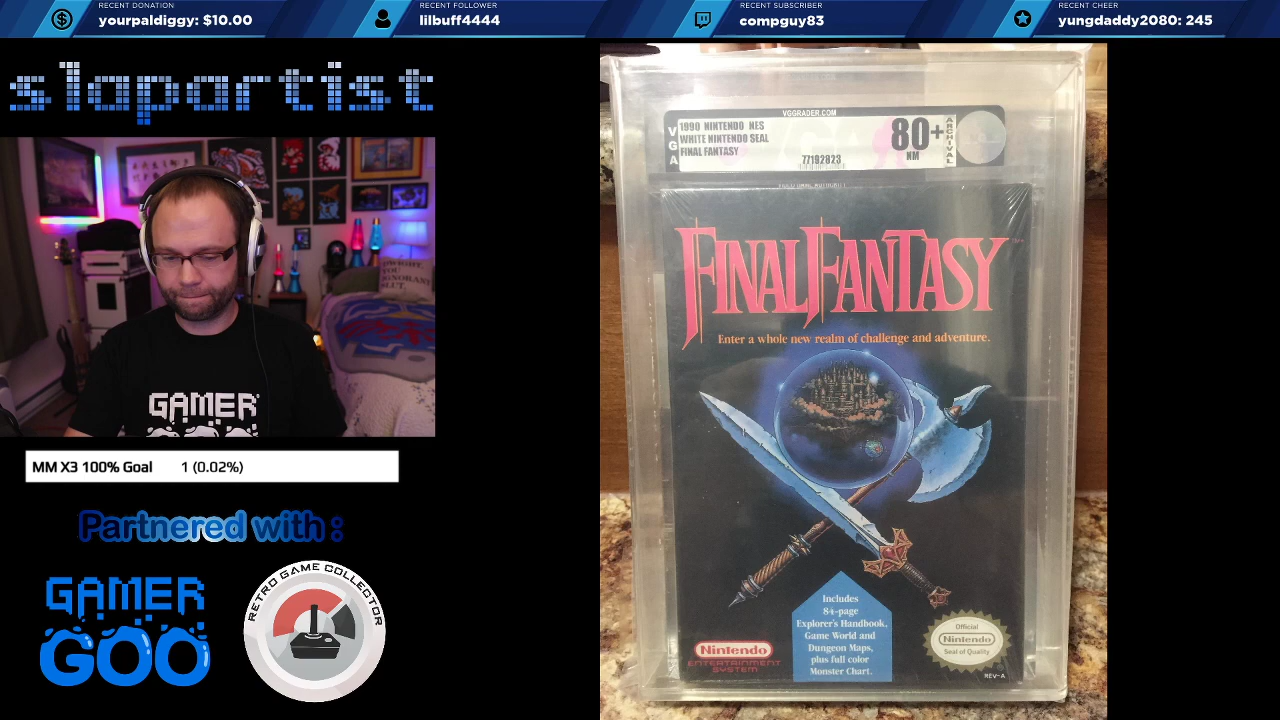 RECENT DONATION
yourpaldiggy: $10.00
RECENT FOLLOWER
lilbuff4444
RECENT SUBSCRIBER
compguy83
RECENT CHEER
yungdaddy2080: 245
slapartist
GAMER
MM X3 100% Goal 1 (0.02%)
Partnered with :
GAMER
GOO
RETRO GAME COLLECTOR
VGGRADER.COM
VGA
1990 NINTENDO NES
WHITE NINTENDO SEAL
FINAL FANTASY
77192823
80+
NM
ARCHIVAL
FINAL FANTASY
Enter a whole new realm of challenge and adventure.
Includes
84-page
Explorer's Handbook,
Game World and
Dungeon Maps,
plus full color
Monster Chart.
Nintendo
ENTERTAINMENT
SYSTEM
Official
Nintendo
Seal of Quality
REV-A